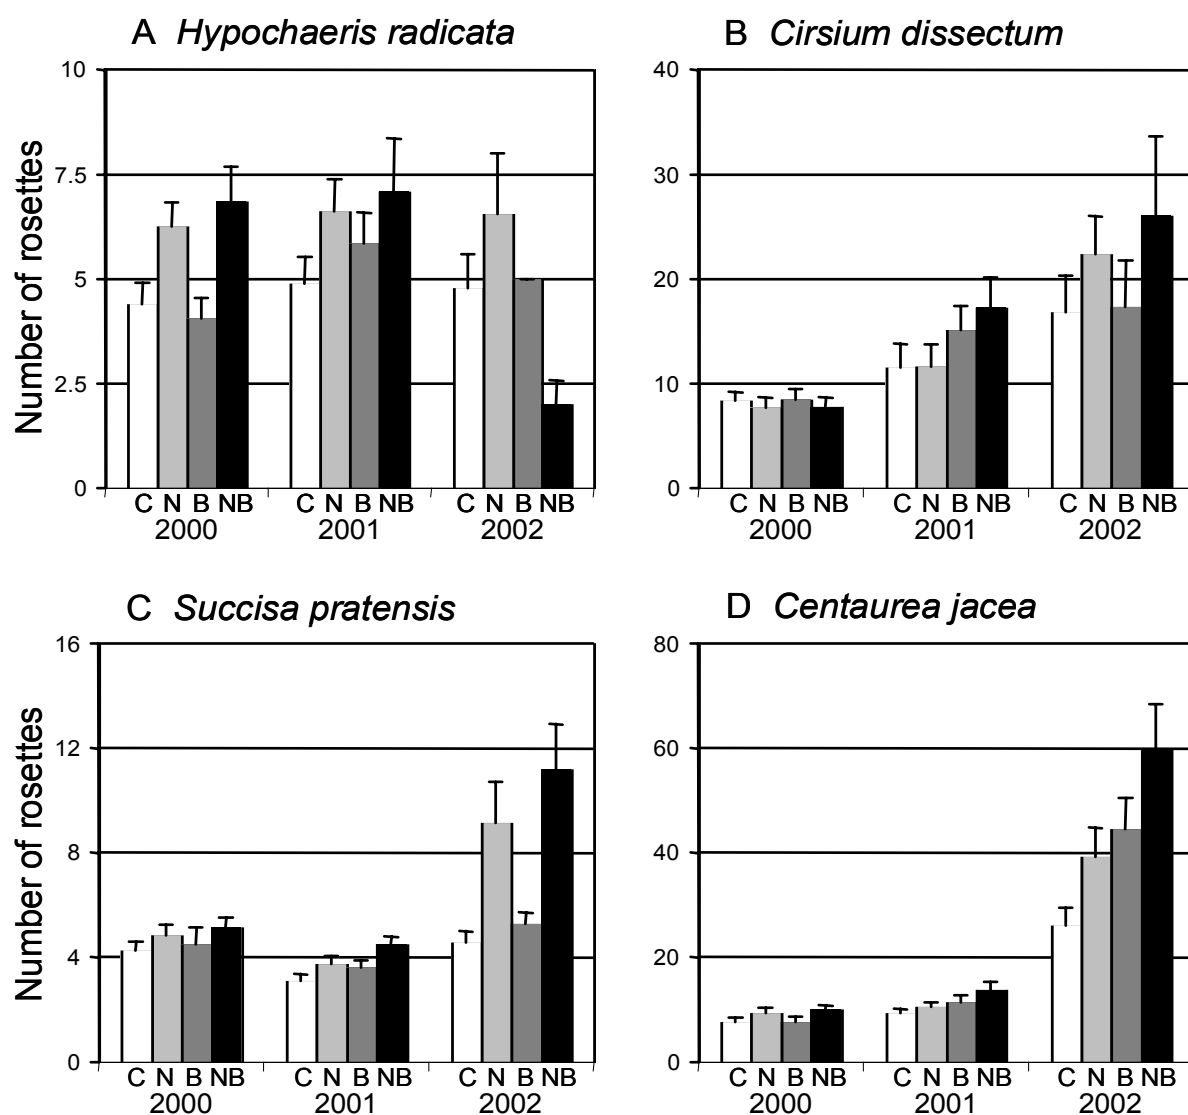 A Hypochaeris radicata
Number of rosettes
10
7.5
5
2.5
0
C N B NB C N B NB C N B NB
2000 2001 2002
B Cirsium dissectum
40
30
20
10
0
C N B NB C N B NB C N B NB
2000 2001 2002
C Succisa pratensis
Number of rosettes
16
12
8
4
0
C N B NB C N B NB C N B NB
2000 2001 2002
D Centaurea jacea
80
60
40
20
0
C N B NB C N B NB C N B NB
2000 2001 2002